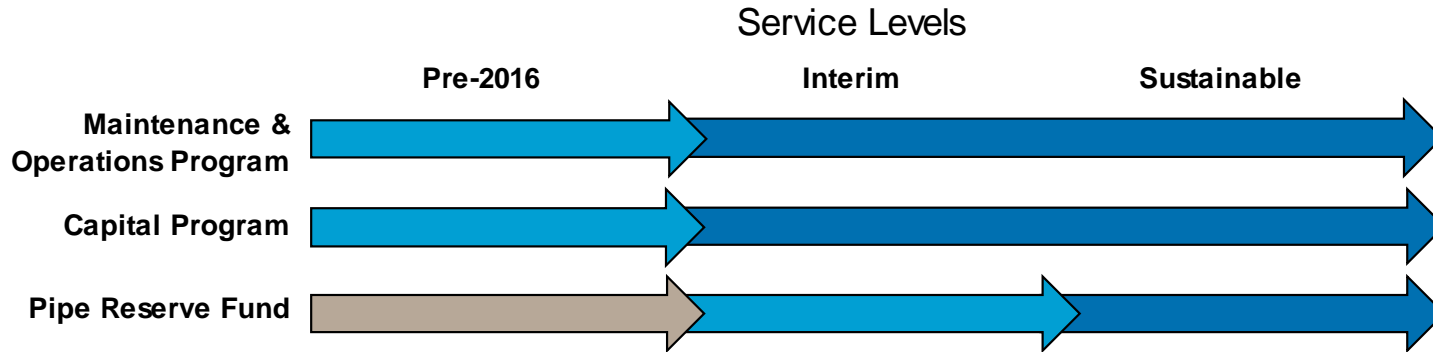 Service Levels
Pre-2016 Interim Sustainable
Maintenance &
Operations Program
Capital Program
Pipe Reserve Fund